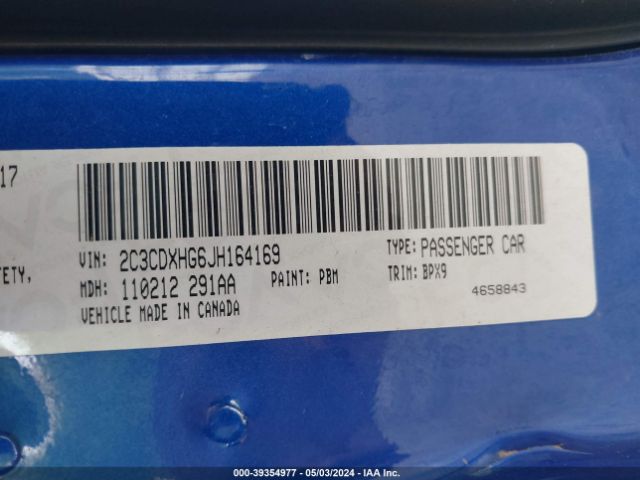 17
VIN: 2C3CDXHG6JH164169
TYPE: PASSENGER CAR
ETY,
MDH: 110212 291AA
PAINT: PBM
TRIM: BPX9
VEHICLE MADE IN CANADA
4658843
000-39354977 - 05/03/2024 - IAA Inc.